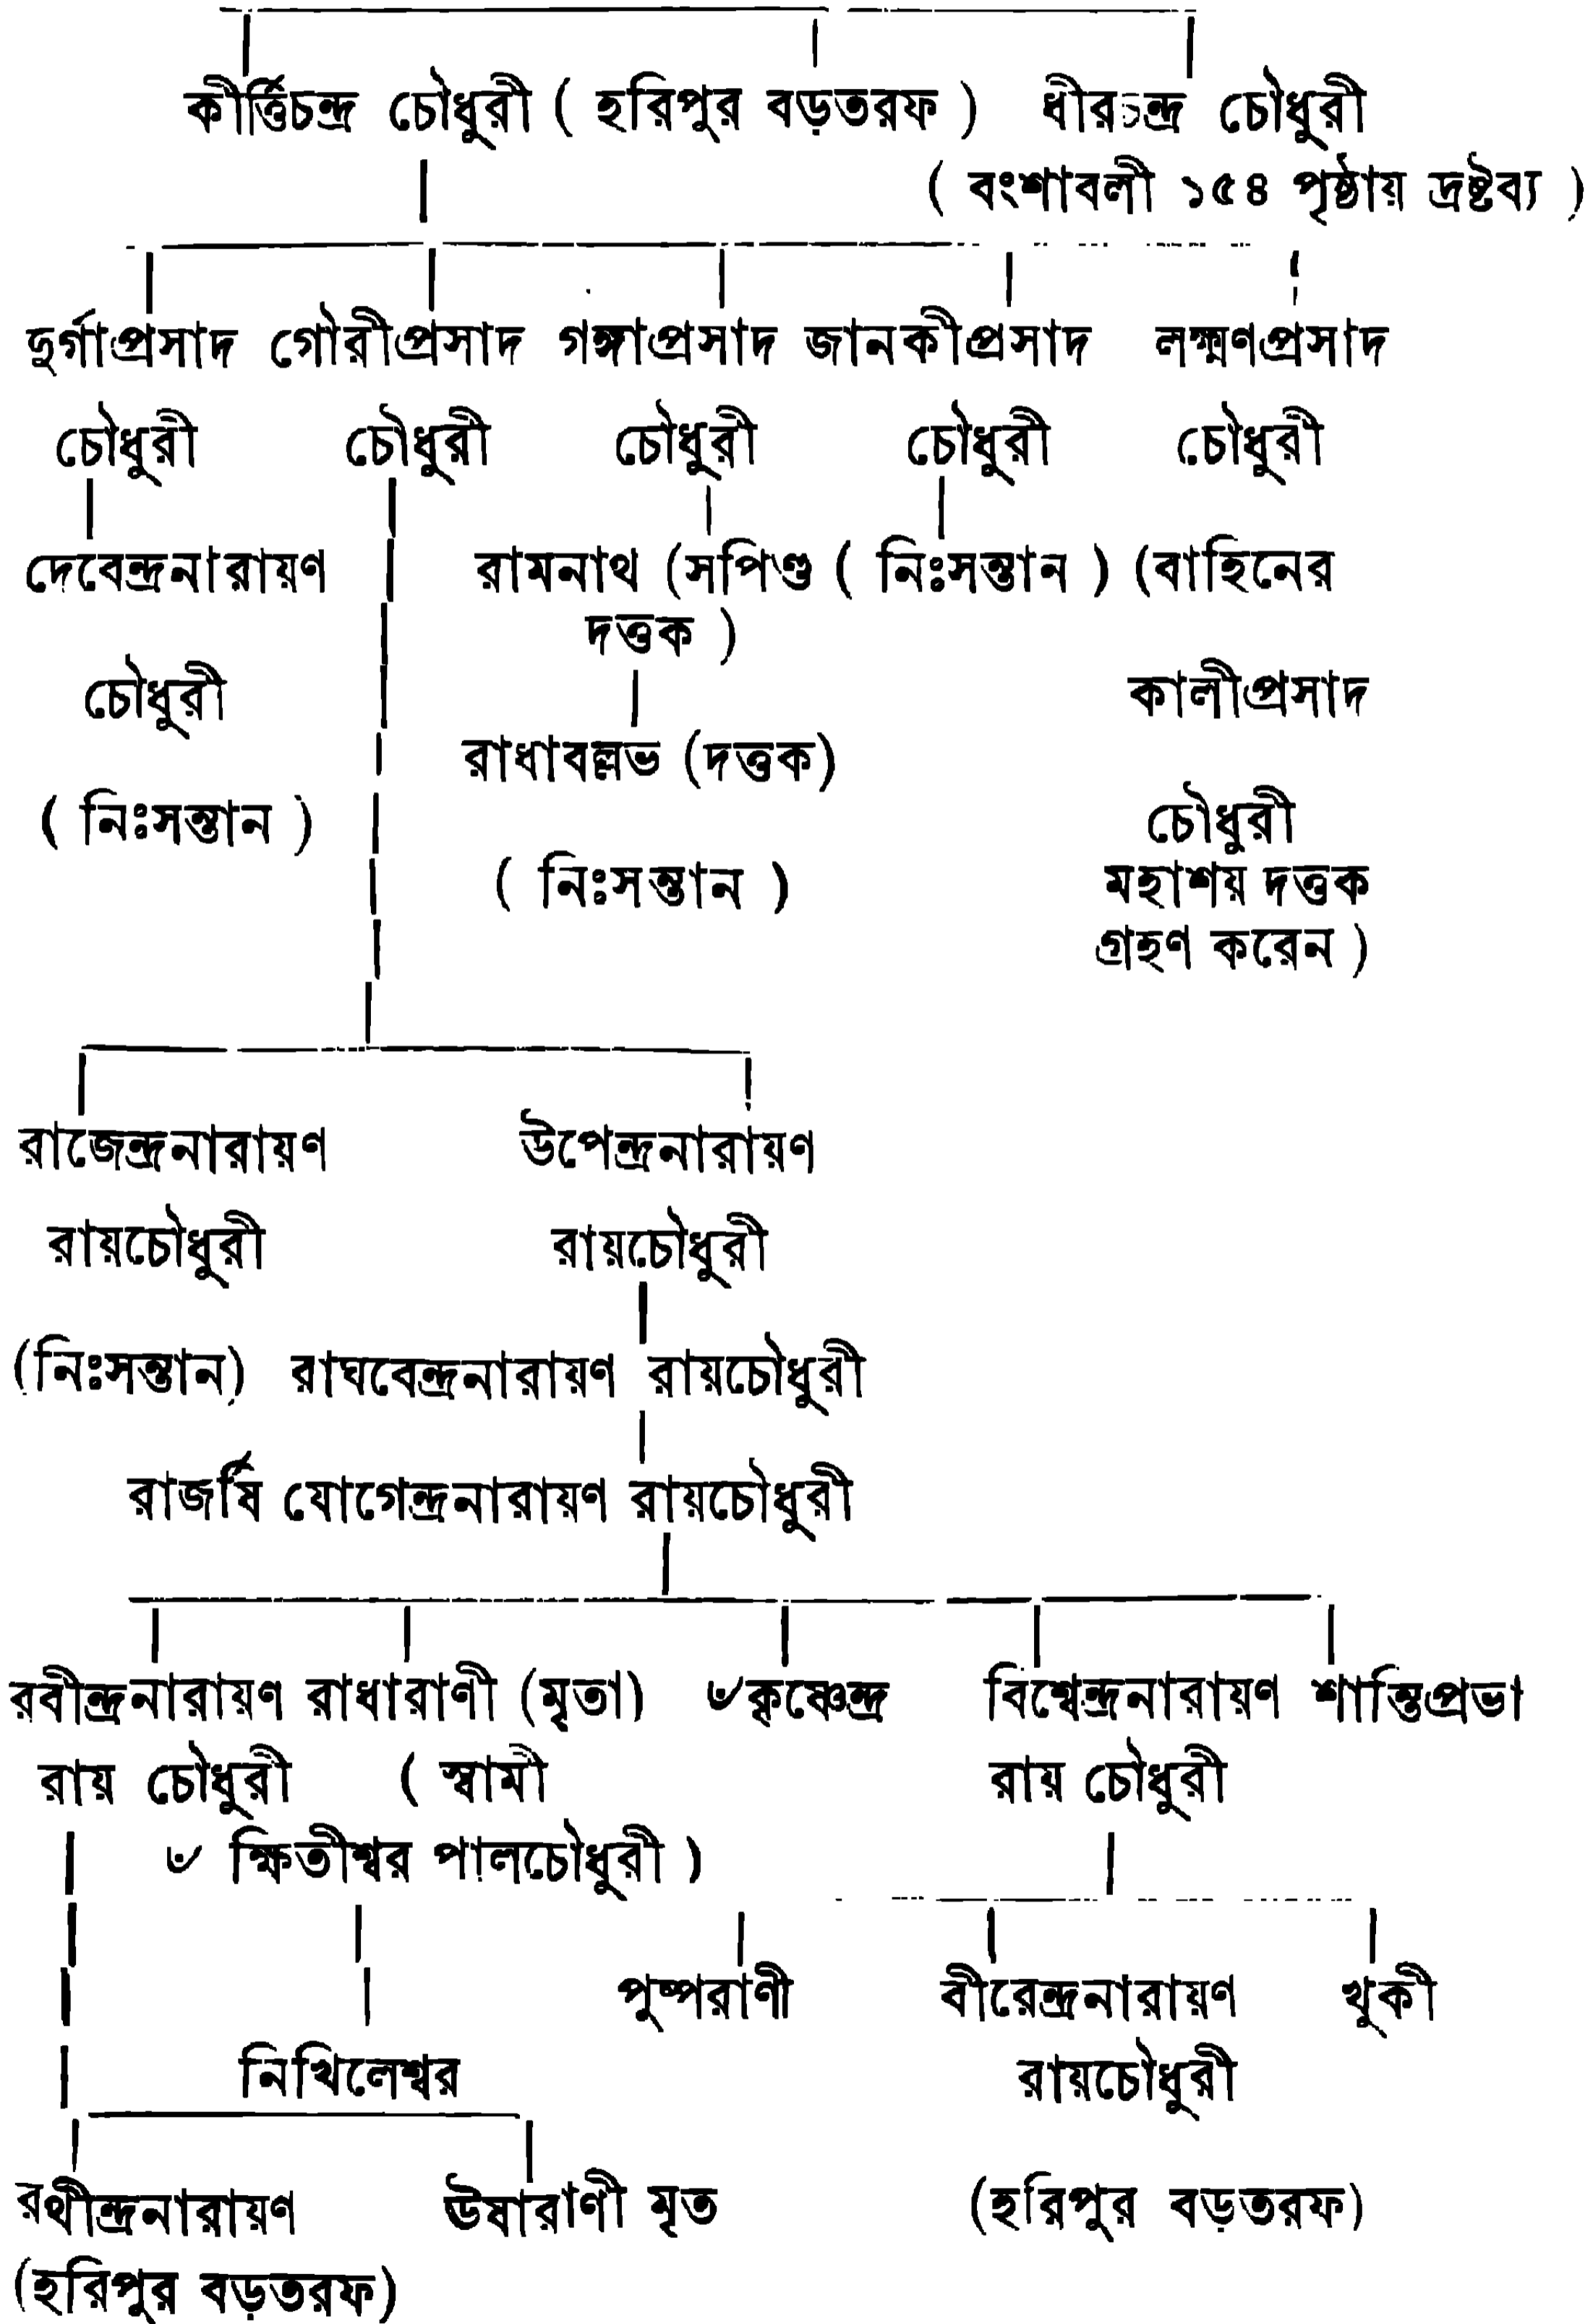 কীর্ত্তিচন্দ্র চৌধুরী ( হরিপুর বড়তরফ ) ধীরচন্দ্র চৌধুরী
( বংশাবলী ১৫৪ পৃষ্ঠায় দ্রষ্টব্য )
দুর্গাপ্রসাদ গৌরীপ্রসাদ গঙ্গাপ্রসাদ জানকীপ্রসাদ লক্ষ্মণপ্রসাদ
চৌধুরী চৌধুরী চৌধুরী চৌধুরী চৌধুরী
দেবেন্দ্রনারায়ণ রামনাথ (সপিণ্ড ( নিঃসন্তান ) (বাহিনের
দত্তক )
চৌধুরী কালীপ্রসাদ
রাধাবল্লভ (দত্তক)
( নিঃসন্তান ) চৌধুরী
( নিঃসন্তান ) মহাশয় দত্তক
গ্রহণ করেন )
রাজেন্দ্রনারায়ণ উপেন্দ্রনারায়ণ
রায়চৌধুরী রায়চৌধুরী
(নিঃসন্তান) রাঘবেন্দ্রনারায়ণ রায়চৌধুরী
রাজর্ষি যোগেন্দ্রনারায়ণ রায়চৌধুরী
রবীন্দ্রনারায়ণ রাধারাণী (মৃতা) ৺কৃষ্ণেন্দ্র বিশ্বেন্দ্রনারায়ণ শান্তিপ্রভা
রায় চৌধুরী ( স্বামী রায় চৌধুরী
৺ ক্ষিতীশ্বর পালচৌধুরী )
পুষ্পরাণী বীরেন্দ্রনারায়ণ খুকী
নিখিলেশ্বর রায়চৌধুরী
রথীন্দ্রনারায়ণ ঊষারাণী মৃত (হরিপুর বড়তরফ)
(হরিপুর বড়তরফ)